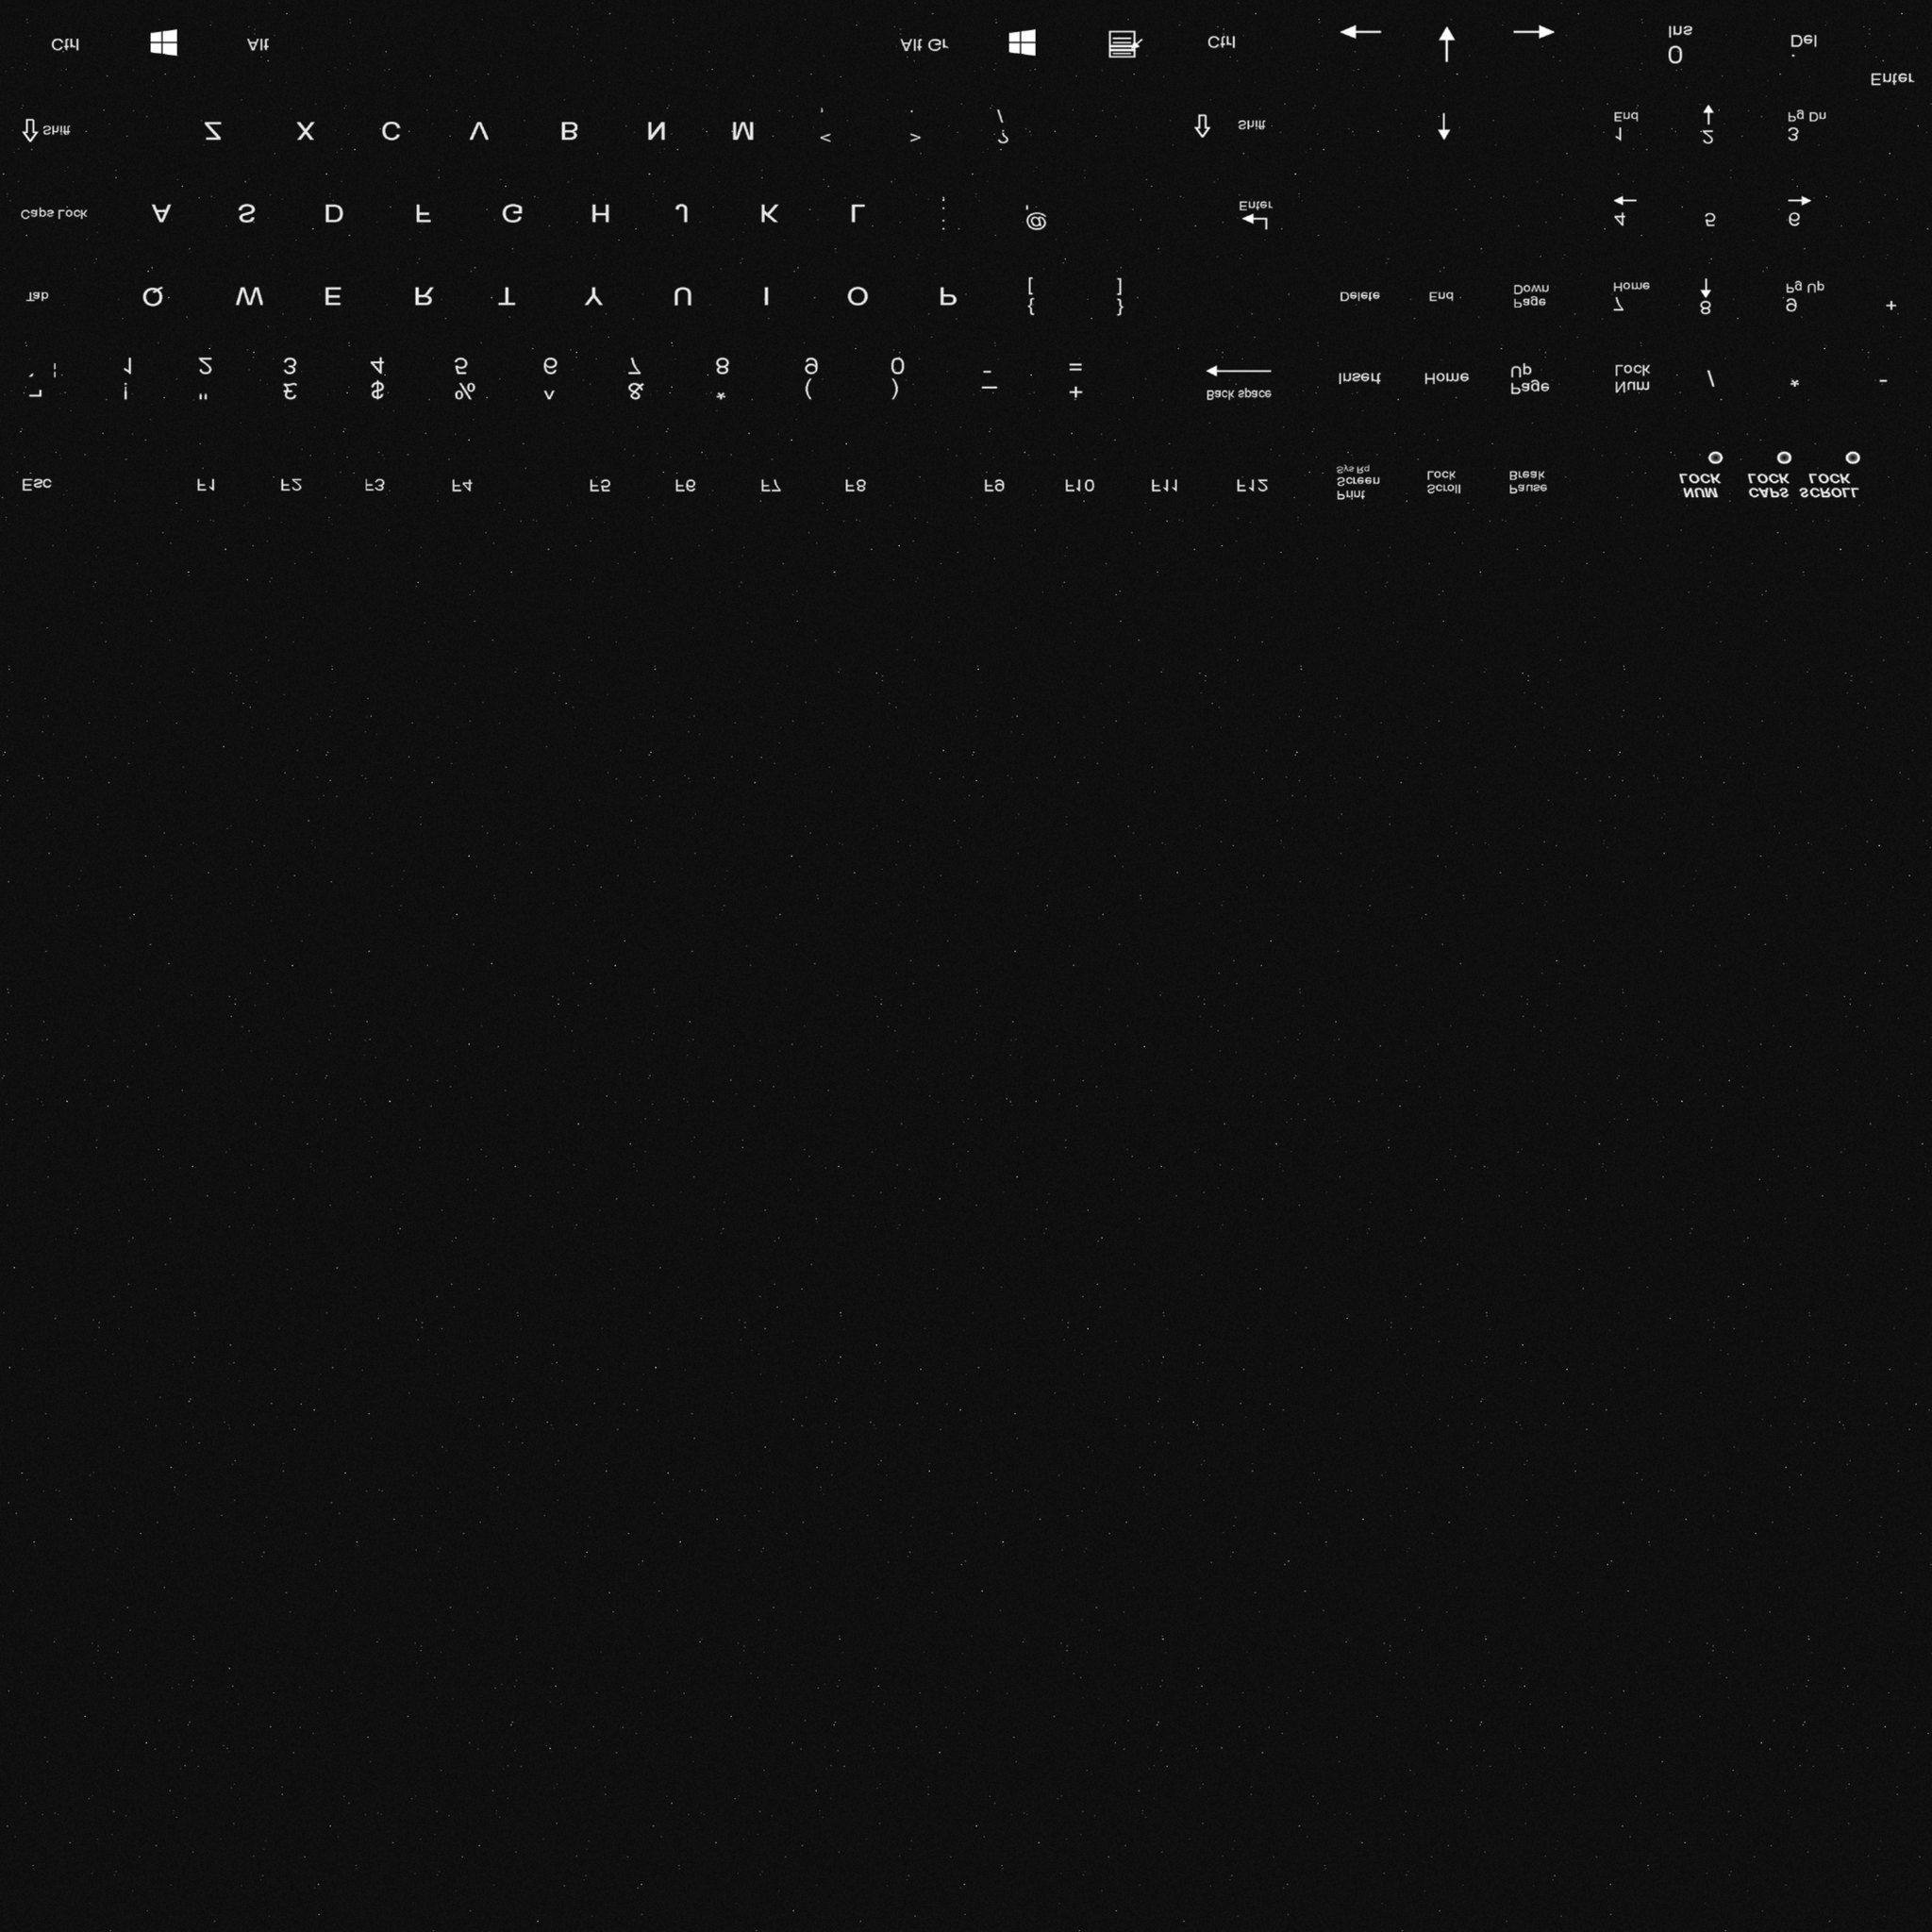 Esc F1 F2 F3 F4 F5 F6 F7 F8 F9 F10 F11 F12
Print
Screen
Sys Rq
Scroll
Lock
Pause
Break
NUM
LOCK
CAPS
LOCK
SCROLL
LOCK
¬ ! " £ $ % ^ & * ( ) _ +
` ¦ 1 2 3 4 5 6 7 8 9 0 - =
Back space
Insert Home
Page
Up
Num
Lock
/ * -
Tab Q W E R T Y U I O P
{ }
[ ]
Delete End
Page
Down
7
Home
8
9
Pg Up
+
Caps Lock A S D F G H J K L
: @
; '
Enter
4 5 6
Shift Z X C V B N M
< > ?
, . /
Shift
1
End
2
3
Pg Dn
Enter
Ctrl Alt Alt Gr Ctrl
0
Ins
.
Del